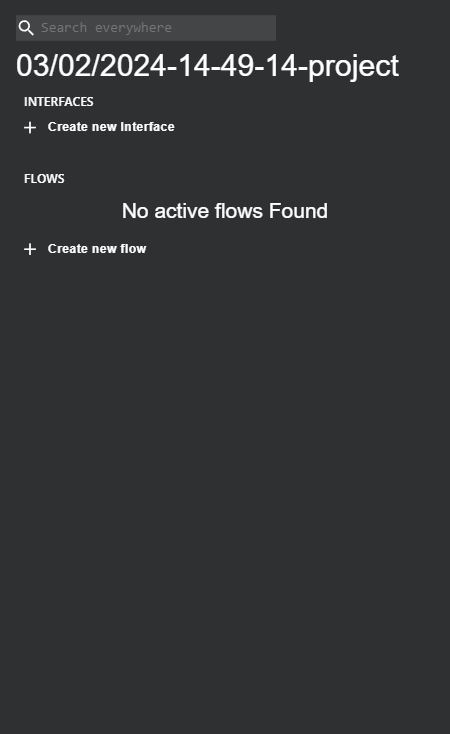 Search everywhere
03/02/2024-14-49-14-project
INTERFACES
Create new Interface
FLOWS
No active flows Found
Create new flow